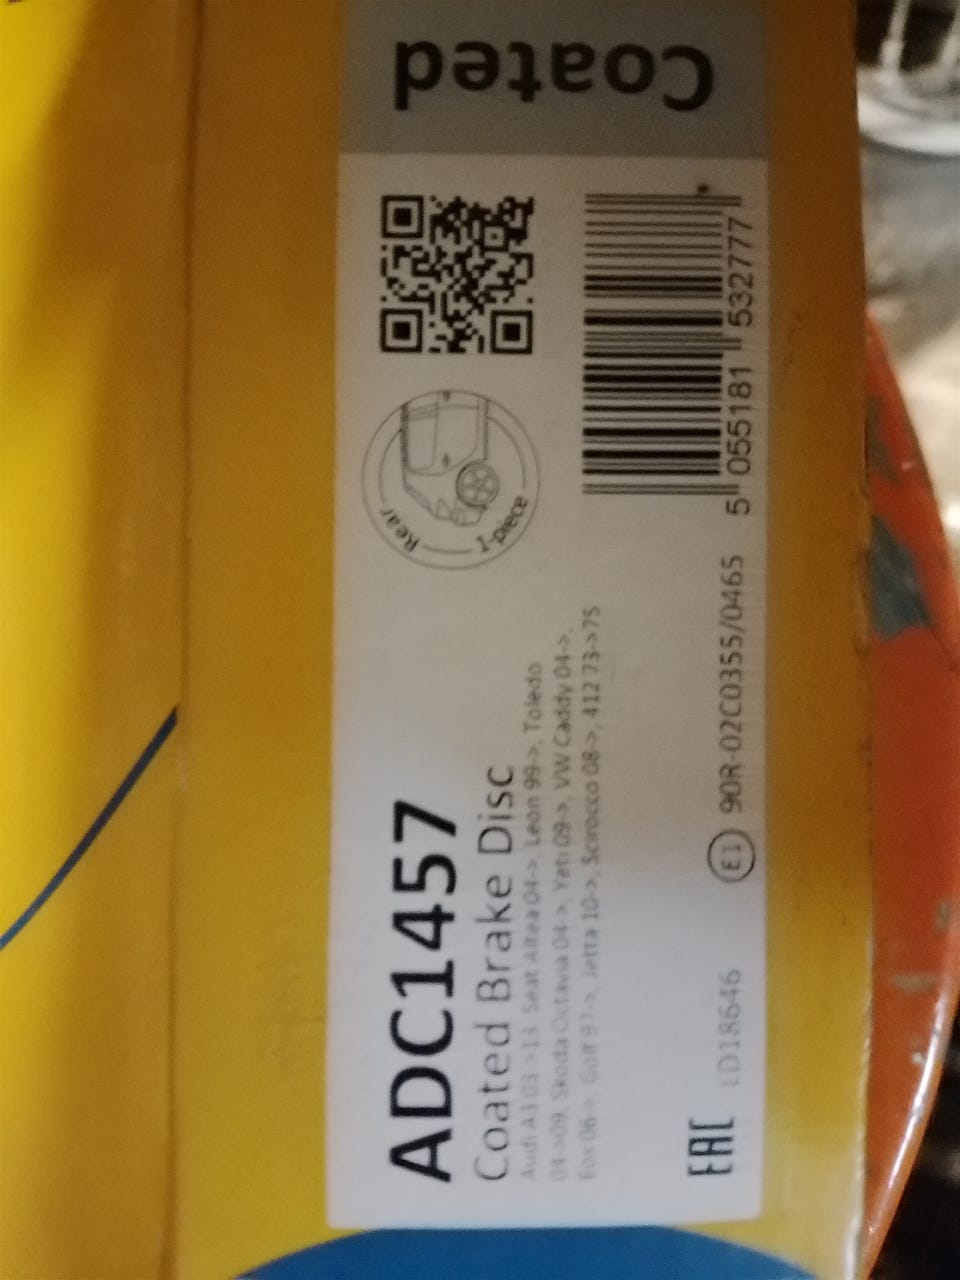 Coated
ADC1457
Coated Brake Disc
Audi A3 03->13. Seat Altea 04->, Leon 99->, Toledo
04->09. Skoda Octavia 04->, Yeti 09->, VW Caddy 04->,
Eos 06->, Golf 97->, Jetta 10->, Scirocco 08->, 412 73->75
Rear
1-piece
EAC LD18646 E1 90R-02C0355/0465
5 055181 532777